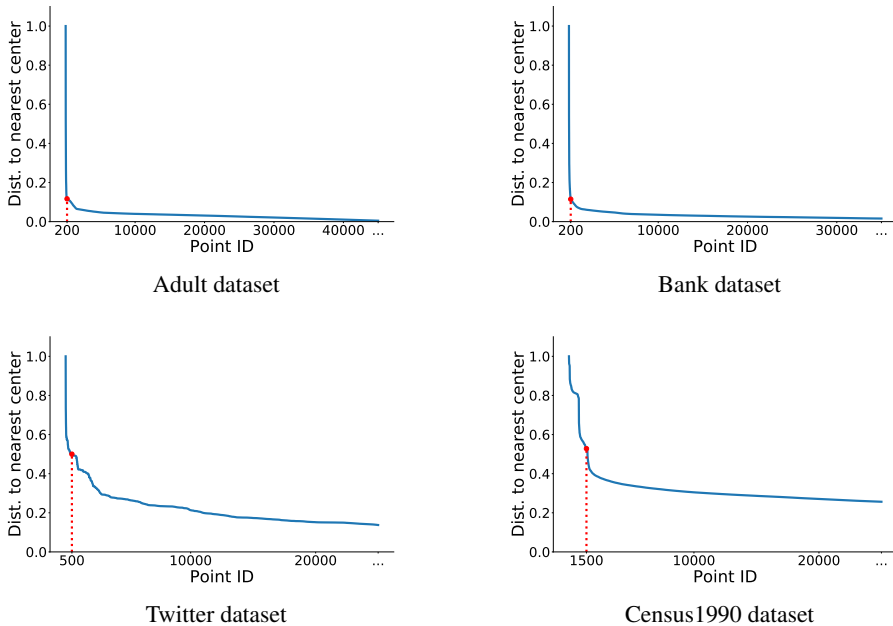 Dist. to nearest center
1.0
0.8
0.6
0.4
0.2
0.0
200 10000 20000 30000 40000 ...
Point ID
Adult dataset
Dist. to nearest center
1.0
0.8
0.6
0.4
0.2
0.0
200 10000 20000 30000 ...
Point ID
Bank dataset
Dist. to nearest center
1.0
0.8
0.6
0.4
0.2
0.0
500 10000 20000 ...
Point ID
Twitter dataset
Dist. to nearest center
1.0
0.8
0.6
0.4
0.2
0.0
1500 10000 20000 ...
Point ID
Census1990 dataset